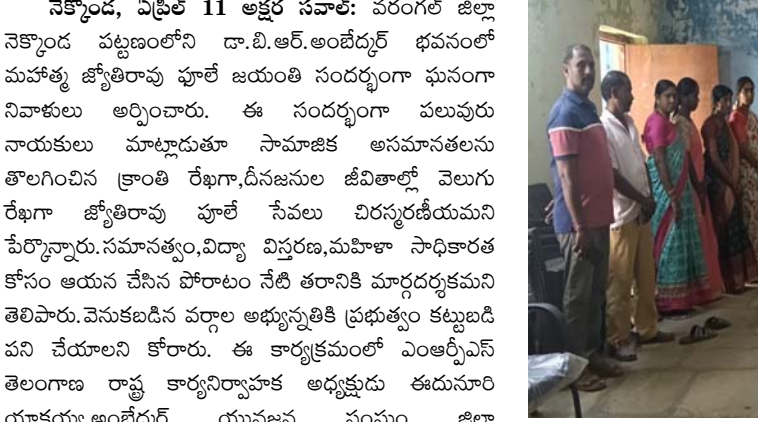 నెక్కొండ, ఏప్రిల్ 11 అక్షర సవాల్: వరంగల్ జిల్లా
నెక్కొండ పట్టణంలోని డా.బి.ఆర్.అంబేద్కర్ భవనంలో
మహాత్మ జ్యోతిరావు ఫూలే జయంతి సందర్భంగా ఘనంగా
నివాళులు అర్పించారు. ఈ సందర్భంగా పలువురు
నాయకులు మాట్లాడుతూ సామాజిక అసమానతలను
తొలగించిన క్రాంతి రేఖగా,దీనజనుల జీవితాల్లో వెలుగు
రేఖగా జ్యోతిరావు పూలే సేవలు చిరస్మరణీయమని
పేర్కొన్నారు.సమానత్వం,విద్యా విస్తరణ,మహిళా సాధికారత
కోసం ఆయన చేసిన పోరాటం నేటి తరానికి మార్గదర్శకమని
తెలిపారు.వెనుకబడిన వర్గాల అభ్యున్నతికి ప్రభుత్వం కట్టుబడి
పని చేయాలని కోరారు. ఈ కార్యక్రమంలో ఎంఆర్పీఎస్
తెలంగాణ రాష్ట్ర కార్యనిర్వాహక అధ్యక్షుడు ఈదునూరి
యాకయ్య,అంబేద్కర్ యువజన సంఘం జిల్లా